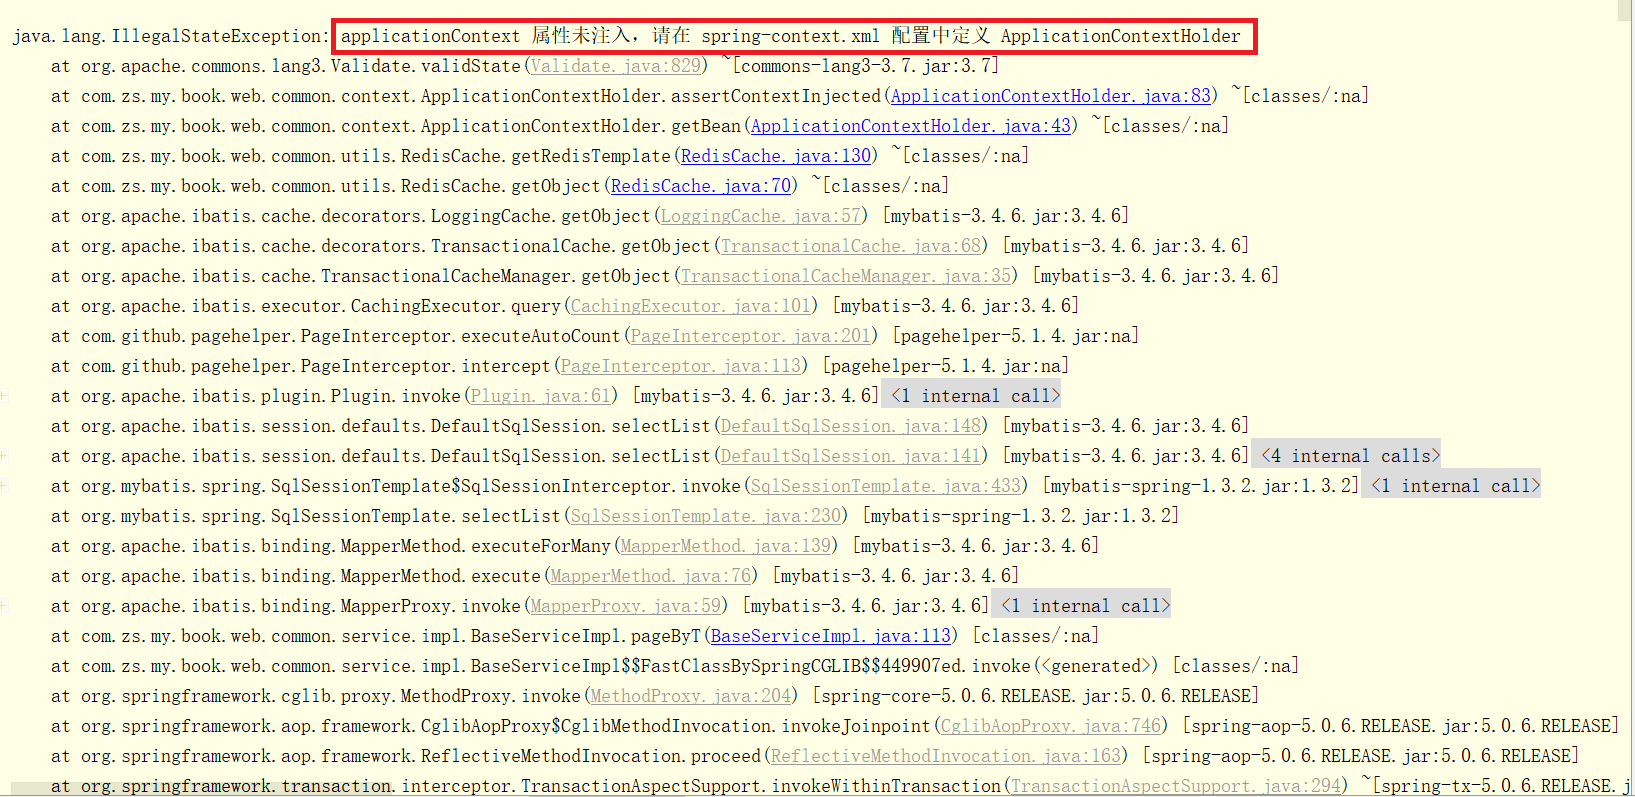 java.lang.IllegalStateException: applicationContext 属性未注入，请在 spring-context.xml 配置中定义 ApplicationContextHolder
at org.apache.commons.lang3.Validate.validState(Validate.java:829) ~[commons-lang3-3.7.jar:3.7]
at com.zs.my.book.web.common.context.ApplicationContextHolder.assertContextInjected(ApplicationContextHolder.java:83) ~[classes/:na]
at com.zs.my.book.web.common.context.ApplicationContextHolder.getBean(ApplicationContextHolder.java:43) ~[classes/:na]
at com.zs.my.book.web.common.utils.RedisCache.getRedisTemplate(RedisCache.java:130) ~[classes/:na]
at com.zs.my.book.web.common.utils.RedisCache.getObject(RedisCache.java:70) ~[classes/:na]
at org.apache.ibatis.cache.decorators.LoggingCache.getObject(LoggingCache.java:57) [mybatis-3.4.6.jar:3.4.6]
at org.apache.ibatis.cache.decorators.TransactionalCache.getObject(TransactionalCache.java:68) [mybatis-3.4.6.jar:3.4.6]
at org.apache.ibatis.cache.TransactionalCacheManager.getObject(TransactionalCacheManager.java:35) [mybatis-3.4.6.jar:3.4.6]
at org.apache.ibatis.executor.CachingExecutor.query(CachingExecutor.java:101) [mybatis-3.4.6.jar:3.4.6]
at com.github.pagehelper.PageInterceptor.executeAutoCount(PageInterceptor.java:201) [pagehelper-5.1.4.jar:na]
at com.github.pagehelper.PageInterceptor.intercept(PageInterceptor.java:113) [pagehelper-5.1.4.jar:na]
at org.apache.ibatis.plugin.Plugin.invoke(Plugin.java:61) [mybatis-3.4.6.jar:3.4.6] <1 internal call>
at org.apache.ibatis.session.defaults.DefaultSqlSession.selectList(DefaultSqlSession.java:148) [mybatis-3.4.6.jar:3.4.6]
at org.apache.ibatis.session.defaults.DefaultSqlSession.selectList(DefaultSqlSession.java:141) [mybatis-3.4.6.jar:3.4.6] <4 internal calls>
at org.mybatis.spring.SqlSessionTemplate$SqlSessionInterceptor.invoke(SqlSessionTemplate.java:433) [mybatis-spring-1.3.2.jar:1.3.2] <1 internal call>
at org.mybatis.spring.SqlSessionTemplate.selectList(SqlSessionTemplate.java:230) [mybatis-spring-1.3.2.jar:1.3.2]
at org.apache.ibatis.binding.MapperMethod.executeForMany(MapperMethod.java:139) [mybatis-3.4.6.jar:3.4.6]
at org.apache.ibatis.binding.MapperMethod.execute(MapperMethod.java:76) [mybatis-3.4.6.jar:3.4.6]
at org.apache.ibatis.binding.MapperProxy.invoke(MapperProxy.java:59) [mybatis-3.4.6.jar:3.4.6] <1 internal call>
at com.zs.my.book.web.common.service.impl.BaseServiceImpl.pageByT(BaseServiceImpl.java:113) [classes/:na]
at com.zs.my.book.web.common.service.impl.BaseServiceImpl$$FastClassBySpringCGLIB$$449907ed.invoke(<generated>) [classes/:na]
at org.springframework.cglib.proxy.MethodProxy.invoke(MethodProxy.java:204) [spring-core-5.0.6.RELEASE.jar:5.0.6.RELEASE]
at org.springframework.aop.framework.CglibAopProxy$CglibMethodInvocation.invokeJoinpoint(CglibAopProxy.java:746) [spring-aop-5.0.6.RELEASE.jar:5.0.6.RELEASE]
at org.springframework.aop.framework.ReflectiveMethodInvocation.proceed(ReflectiveMethodInvocation.java:163) [spring-aop-5.0.6.RELEASE.jar:5.0.6.RELEASE]
at org.springframework.transaction.interceptor.TransactionAspectSupport.invokeWithinTransaction(TransactionAspectSupport.java:294) ~[spring-tx-5.0.6.RELEASE.j